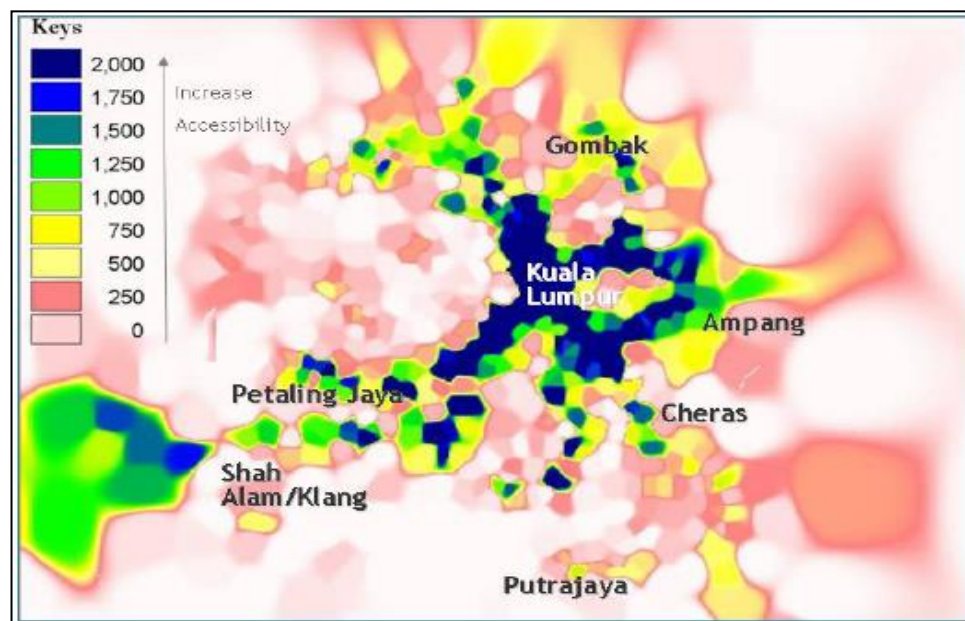 Keys
2,000
1,750
1,500
1,250
1,000
750
500
250
0
Increase
Accessibility
Gombak
Kuala
Lumpur
Ampang
Petaling Jaya
Cheras
Shah
Alam/Klang
Putrajaya